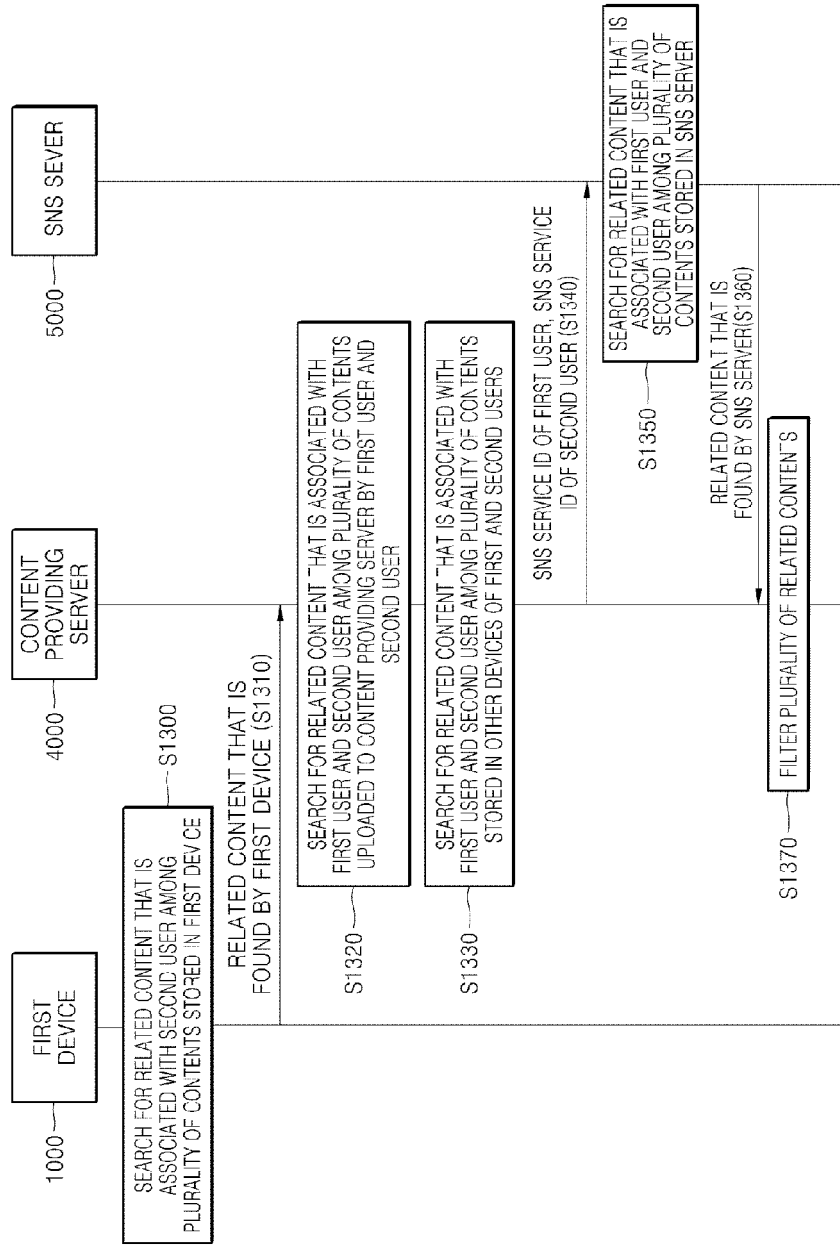 FIRST
DEVICE
1000
CONTENT
PROVIDING
SERVER
4000
SNS SEVER
5000
SEARCH FOR RELATED CONTENT THAT IS
ASSOCIATED WITH SECOND USER AMONG
PLURALITY OF CONTENTS STORED IN FIRST DEVICE
S1300
RELATED CONTENT THAT IS
FOUND BY FIRST DEVICE (S1310)
SEARCH FOR RELATED CONTENT THAT IS ASSOCIATED WITH
FIRST USER AND SECOND USER AMONG PLURALITY OF CONTENTS
UPLOADED TO CONTENT PROVIDING SERVER BY FIRST USER AND
SECOND USER
S1320
SEARCH FOR RELATED CONTENT THAT IS ASSOCIATED WITH
FIRST USER AND SECOND USER AMONG PLURALITY OF CONTENTS
STORED IN OTHER DEVICES OF FIRST AND SECOND USERS
S1330
SNS SERVICE ID OF FIRST USER, SNS SERVICE
ID OF SECOND USER (S1340)
SEARCH FOR RELATED CONTENT THAT IS
ASSOCIATED WITH FIRST USER AND
SECOND USER AMONG PLURALITY OF
CONTENTS STORED IN SNS SERVER
S1350
RELATED CONTENT THAT IS
FOUND BY SNS SERVER(S1360)
FILTER PLURALITY OF RELATED CONTENTS
S1370